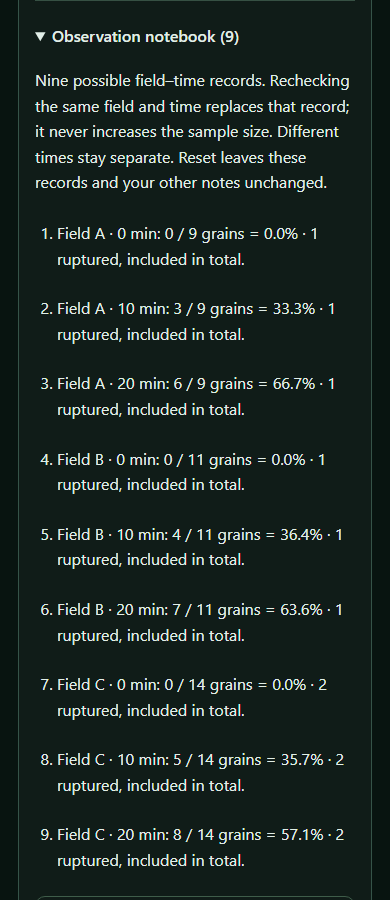 ▼ Observation notebook (9)
Nine possible field–time records. Rechecking
the same field and time replaces that record;
it never increases the sample size. Different
times stay separate. Reset leaves these
records and your other notes unchanged.
1. Field A · 0 min: 0 / 9 grains = 0.0% · 1
ruptured, included in total.
2. Field A · 10 min: 3 / 9 grains = 33.3% · 1
ruptured, included in total.
3. Field A · 20 min: 6 / 9 grains = 66.7% · 1
ruptured, included in total.
4. Field B · 0 min: 0 / 11 grains = 0.0% · 1
ruptured, included in total.
5. Field B · 10 min: 4 / 11 grains = 36.4% · 1
ruptured, included in total.
6. Field B · 20 min: 7 / 11 grains = 63.6% · 1
ruptured, included in total.
7. Field C · 0 min: 0 / 14 grains = 0.0% · 2
ruptured, included in total.
8. Field C · 10 min: 5 / 14 grains = 35.7% · 2
ruptured, included in total.
9. Field C · 20 min: 8 / 14 grains = 57.1% · 2
ruptured, included in total.